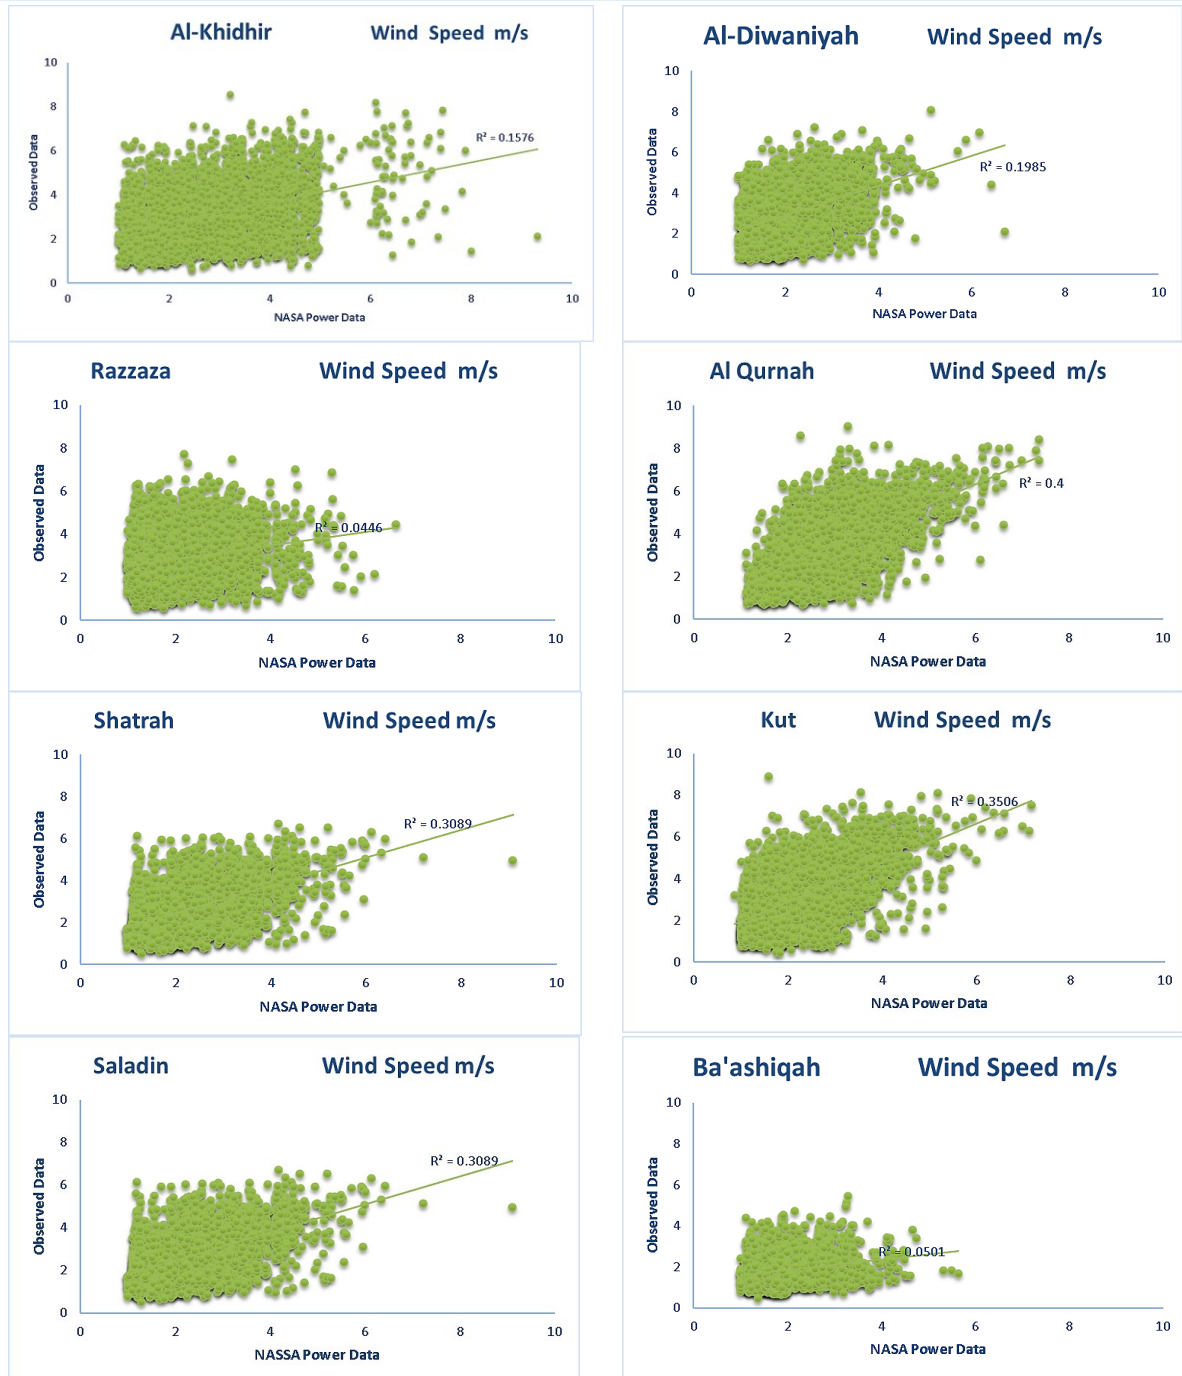 Al-Khidhir Wind Speed m/s
10
8
6
4
2
0
Observed Data
R² = 0.1576
0 2 4 6 8 10
NASA Power Data
Al-Diwaniyah Wind Speed m/s
10
8
6
4
2
0
Observed Data
R² = 0.1985
0 2 4 6 8 10
NASA Power Data
Razzaza Wind Speed m/s
10
8
6
4
2
0
Observed Data
R² = 0.0446
0 2 4 6 8 10
NASA Power Data
Al Qurnah Wind Speed m/s
10
8
6
4
2
0
Observed Data
R² = 0.4
0 2 4 6 8 10
NASA Power Data
Shatrah Wind Speed m/s
10
8
6
4
2
0
Observed Data
R² = 0.3089
0 2 4 6 8 10
NASA Power Data
Kut Wind Speed m/s
10
8
6
4
2
0
Observed Data
R² = 0.3506
0 2 4 6 8 10
NASA Power Data
Saladin Wind Speed m/s
10
8
6
4
2
0
Observed Data
R² = 0.3089
0 2 4 6 8 10
NASSA Power Data
Ba'ashiqah Wind Speed m/s
10
8
6
4
2
0
Observed Data
R² = 0.0501
0 2 4 6 8 10
NASA Power Data